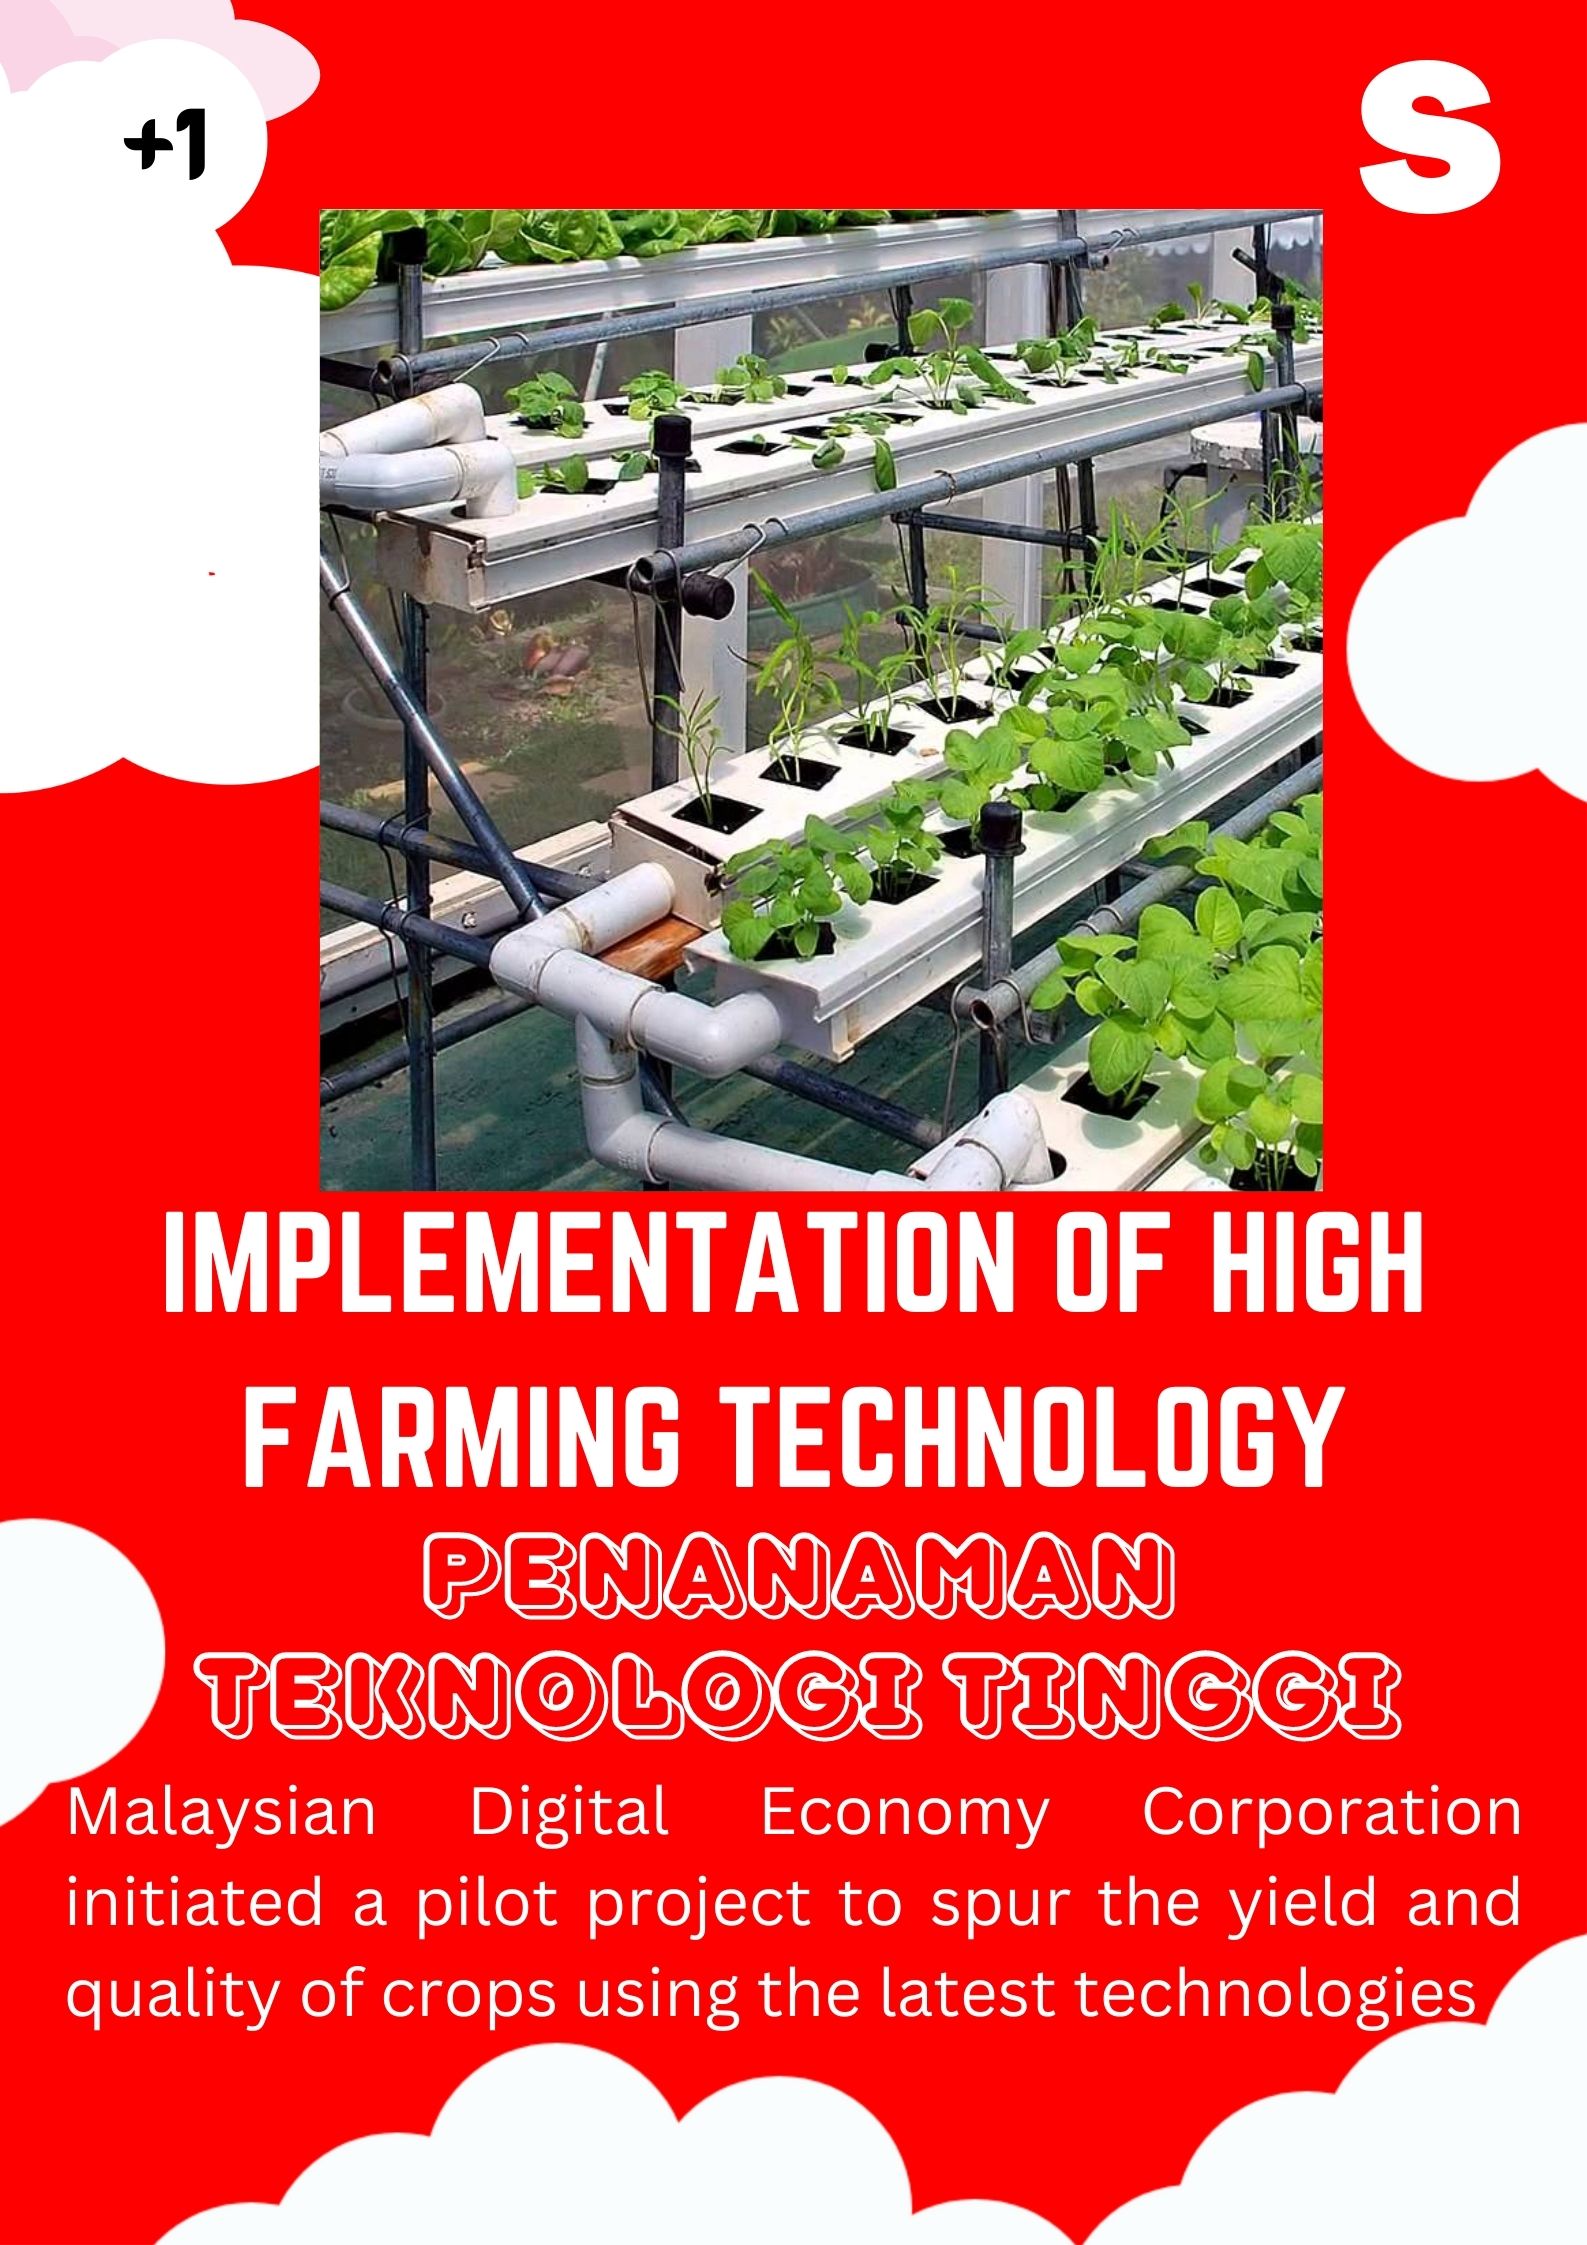 +1
S
IMPLEMENTATION OF HIGH
FARMING TECHNOLOGY
PENANAMAN
TEKNOLOGI TINGGI
Malaysian Digital Economy Corporation
initiated a pilot project to spur the yield and
quality of crops using the latest technologies